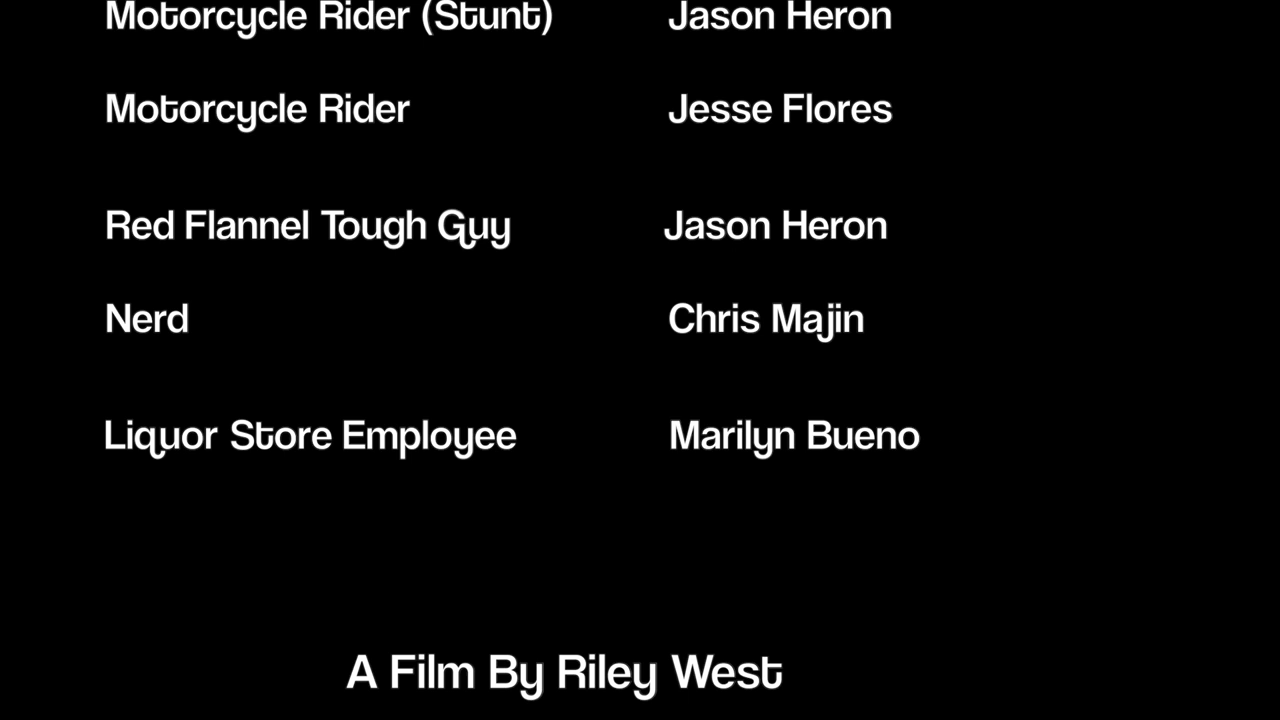 Motorcycle Rider (Stunt) Jason Heron
Motorcycle Rider Jesse Flores
Red Flannel Tough Guy Jason Heron
Nerd Chris Majin
Liquor Store Employee Marilyn Bueno
A Film By Riley West